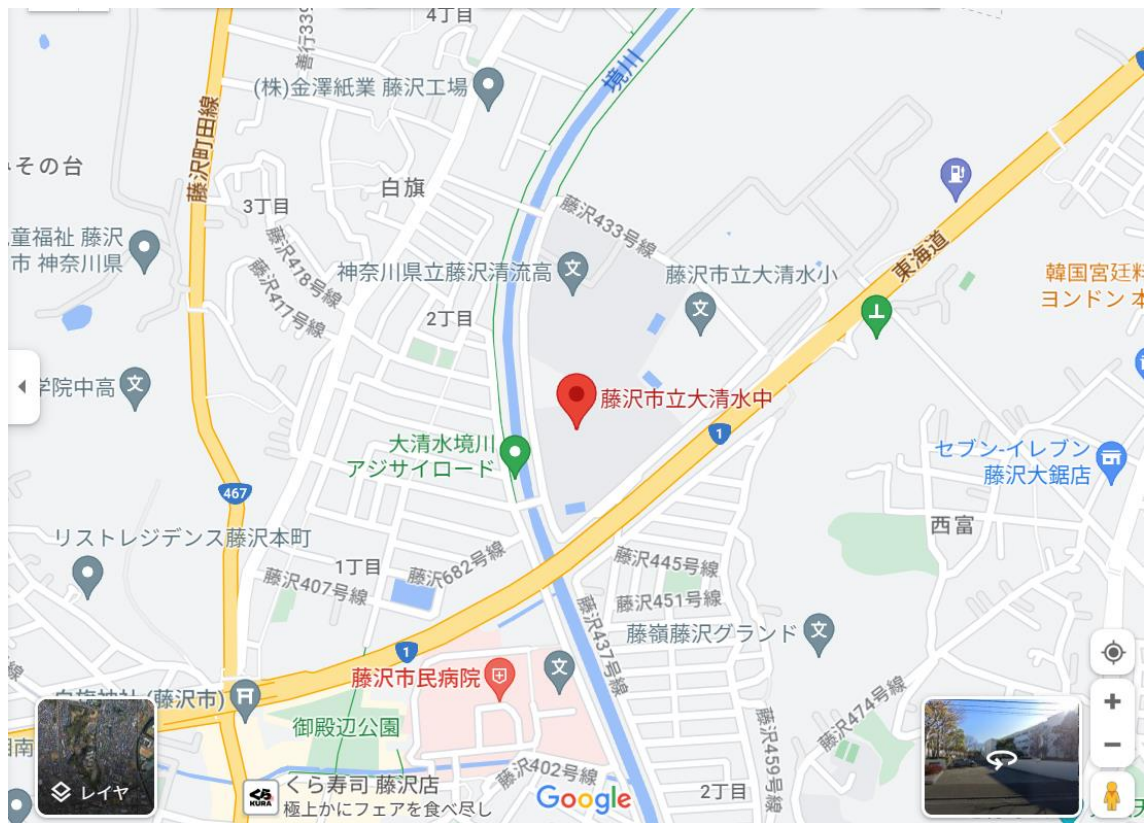 4丁目
善行339
(株)金澤紙業 藤沢工場
境川
藤沢町田線
みその台
白旗
3丁目
藤沢433号線
東海道
児童福祉 藤沢
市 神奈川県
藤沢418号線
藤沢417号線
神奈川県立藤沢清流高
文
藤沢市立大清水小
文
韓国宮廷料
ヨンドン 本
2丁目
学院中高
文
藤沢市立大清水中
1
大清水境川
アジサイロード
セブン-イレブン
藤沢大鋸店
467
西富
リストレジデンス藤沢本町
1丁目
藤沢682号線
藤沢407号線
藤沢445号線
藤沢451号線
藤沢437号線
藤嶺藤沢グランド
文
1
藤沢市民病院
文
白旗神社 (藤沢市)
御殿辺公園
藤沢474号線
藤沢459号線
湘南
レイヤ
くら
KURA
くら寿司 藤沢店
極上かにフェアを食べ尽し
藤沢402号線
Google
2丁目